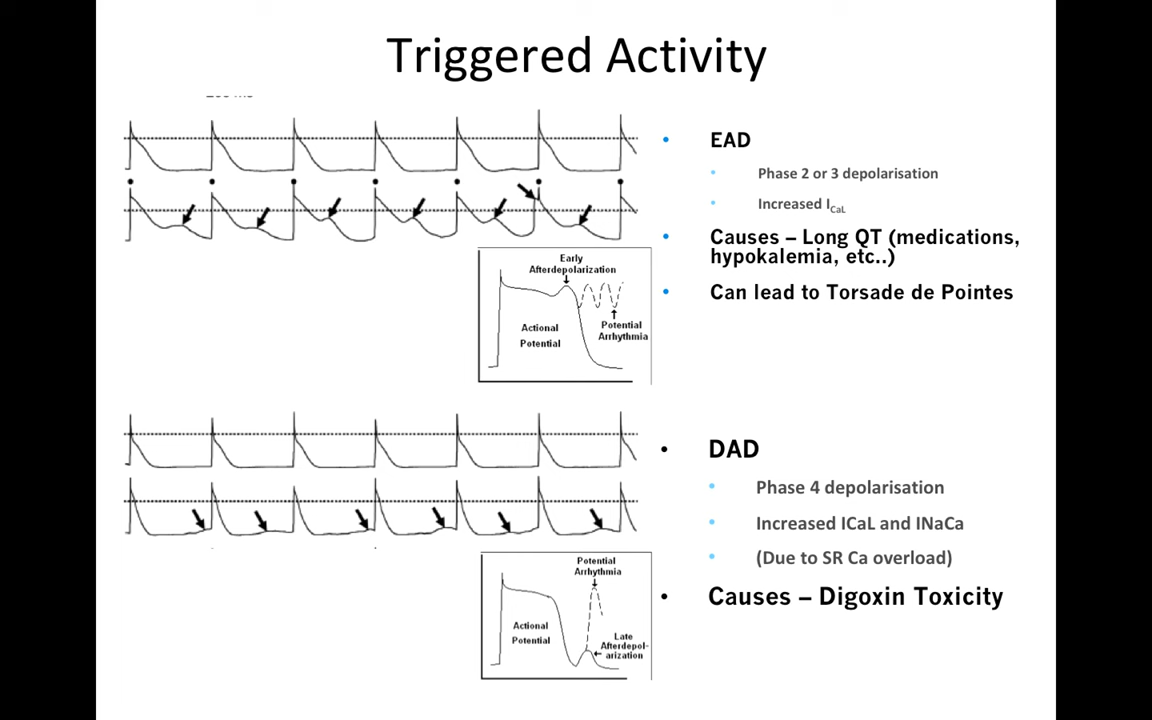 Triggered Activity
EAD
Phase 2 or 3 depolarisation
Increased ICaL
Causes – Long QT (medications,
hypokalemia, etc..)
Can lead to Torsade de Pointes
Early
Afterdepolarization
Actional
Potential
Potential
Arrhythmia
DAD
Phase 4 depolarisation
Increased ICaL and INaCa
(Due to SR Ca overload)
Causes – Digoxin Toxicity
Potential
Arrhythmia
Actional
Potential
Late
Afterdepol-
arization